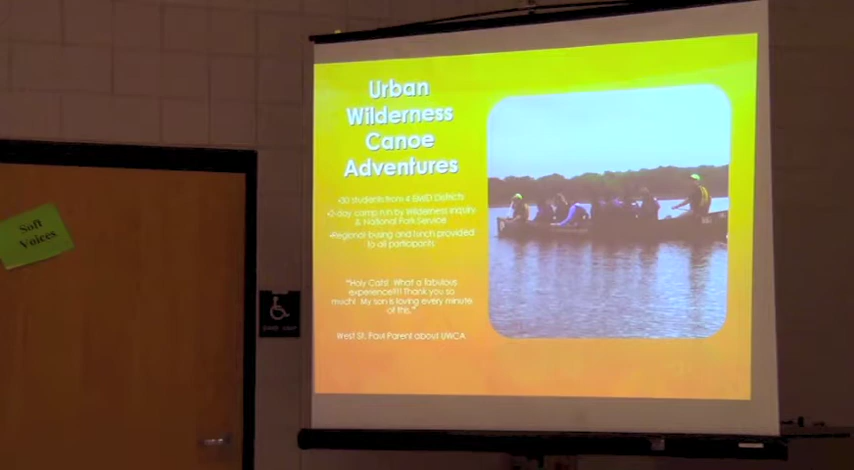 Soft
Voices
Urban
Wilderness
Canoe
Adventures
•30 students from 4 EMID Districts
•2-day camp run by Wilderness Inquiry
& National Park Service
•Regional busing and lunch provided
to all participants
"Holy Cats! What a fabulous
experience!!!! Thank you so
much! My son is loving every minute
of this."
West St. Paul Parent about UWCA